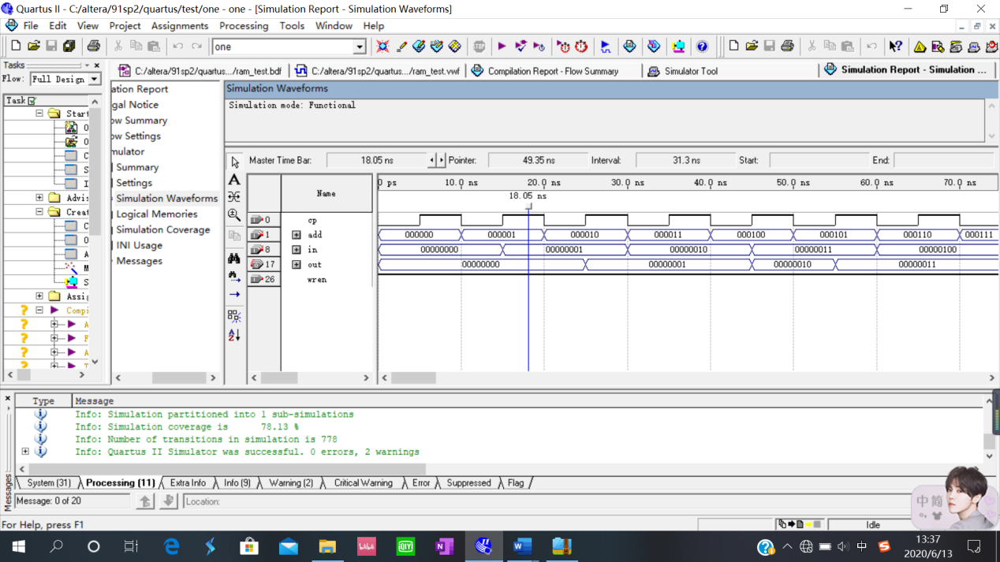 Quartus II - C:/altera/91sp2/quartus/test/one - one - [Simulation Report - Simulation Waveforms]
File Edit View Project Assignments Processing Tools Window Help
one
Tasks
Flow: Full Design
C:/altera/91sp2/quartus.../ram_test.bdf
C:/altera/91sp2/quartus.../ram_test.vwf
Compilation Report - Flow Summary
Simulator Tool
Simulation Report - Simulation ...
Task
Start
O
O
C
S
I
Advis
Creat
C
O
A
M
S
Assig
Compi
A
F
A
T
ation Report
gal Notice
ow Summary
ow Settings
mulator
Summary
Settings
Simulation Waveforms
Logical Memories
Simulation Coverage
INI Usage
Messages
Simulation Waveforms
Simulation mode: Functional
Master Time Bar: 18.05 ns Pointer: 49.35 ns Interval: 31.3 ns Start: End:
Name
0 ps 10.0 ns 20.0 ns 30.0 ns 40.0 ns 50.0 ns 60.0 ns 70.0 ns
18.05 ns
0 cp
1 add 000000 000001 000010 000011 000100 000101 000110 000111
8 in 00000000 00000001 00000010 00000011 00000100
17 out 00000000 00000001 00000010 00000011
26 wren
Type Message
Info: Simulation partitioned into 1 sub-simulations
Info: Simulation coverage is 78.13 %
Info: Number of transitions in simulation is 778
Info: Quartus II Simulator was successful. 0 errors, 2 warnings
System (31) Processing (11) Extra Info Info (9) Warning (2) Critical Warning Error Suppressed Flag
Messages
Message: 0 of 20
Location:
For Help, press F1
Idle
中 简
13:37
中
2020/6/13